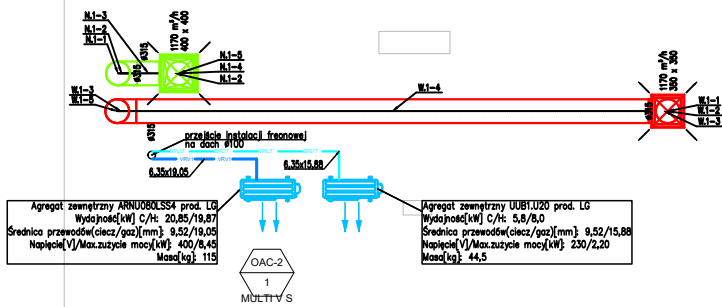 N.1-3
N.1-2
N.1-1
ø315
ø315
1170 m³/h
400 x 400
N.1-5
N.1-4
N.1-2
W.1-3
W.1-5
ø315
W.1-4
ø315
1170 m³/h
350 x 350
W.1-1
W.1-2
W.1-3
przejście instalacji freonowej
na dach ø100
SPLIT SPLIT SPLIT
VRV1 VRV1
6,35x19,05
6,35x15,88
Agregat zewnętrzny ARNU080LSS4 prod. LG
Wydajność[kW] C/H: 20,85/19,87
Średnica przewodów(ciecz/gaz)[mm]: 9,52/19,05
Napięcie[V]/Max.zużycie mocy[kW]: 400/8,45
Masa[kg]: 115
Agregat zewnętrzny UUB1.U20 prod. LG
Wydajność[kW] C/H: 5,8/8,0
Średnica przewodów(ciecz/gaz)[mm]: 9,52/15,88
Napięcie[V]/Max.zużycie mocy[kW]: 230/2,20
Masa[kg]: 44,5
OAC-2
1
MULTI V S